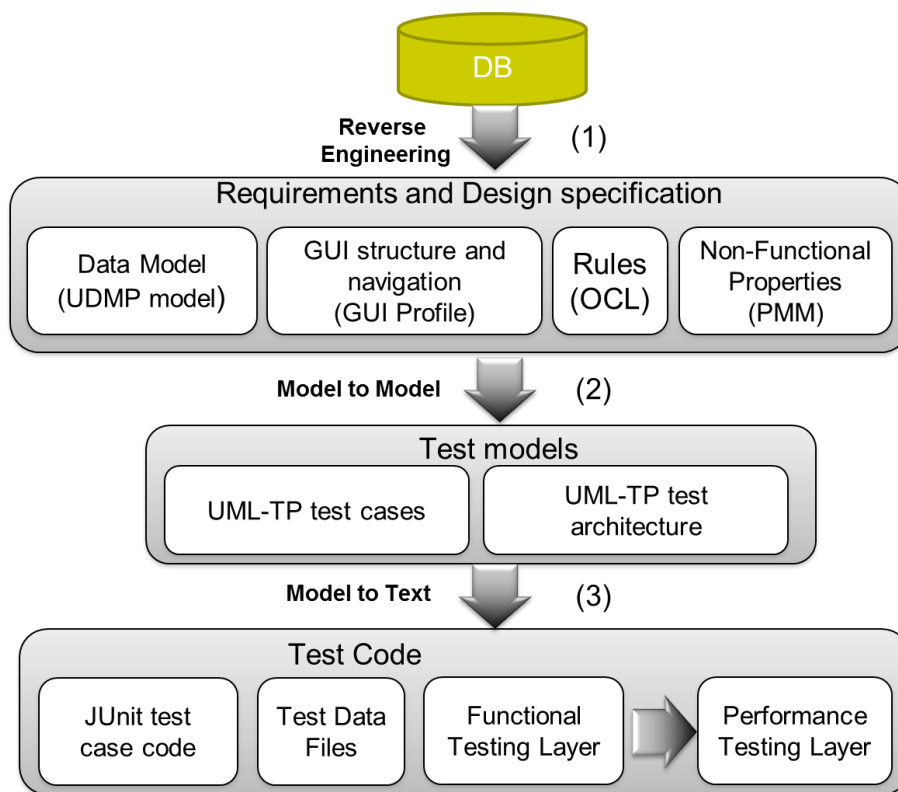 DB
Reverse
Engineering
(1)
Requirements and Design specification
Data Model
(UDMP model)
GUI structure and
navigation
(GUI Profile)
Rules
(OCL)
Non-Functional
Properties
(PMM)
Model to Model
(2)
Test models
UML-TP test cases
UML-TP test
architecture
Model to Text
(3)
Test Code
JUnit test
case code
Test Data
Files
Functional
Testing Layer
Performance
Testing Layer